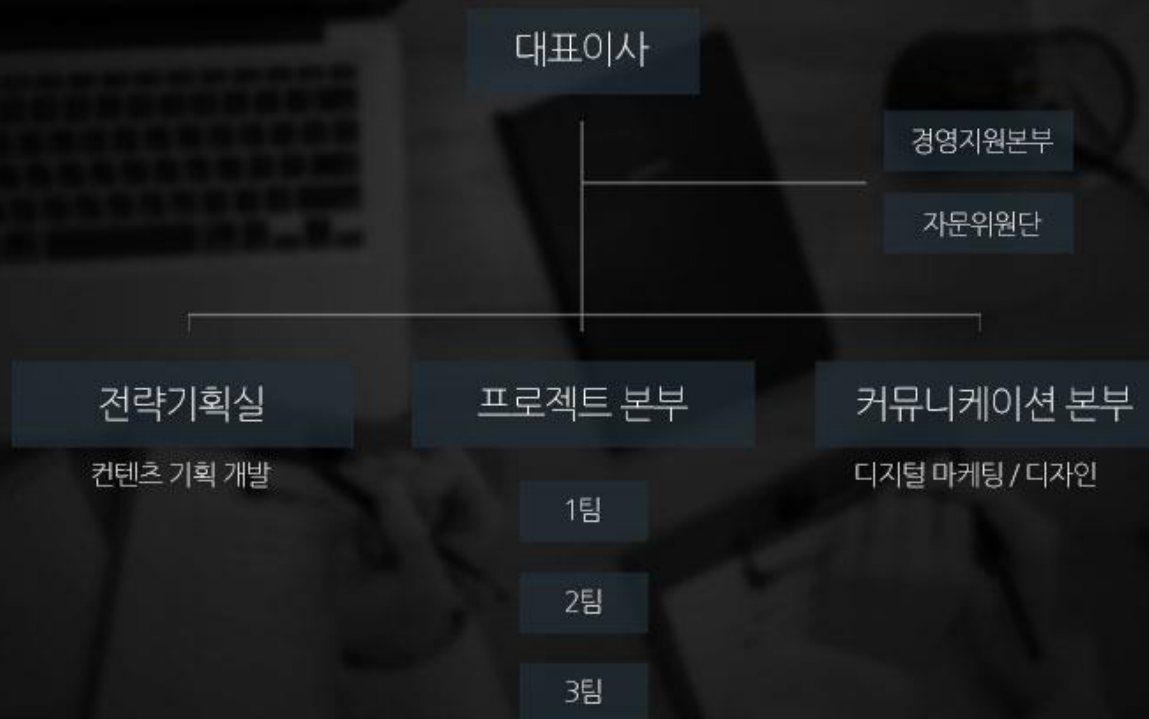 대표이사
경영지원본부
자문위원단
전략기획실
프로젝트 본부
커뮤니케이션 본부
컨텐츠 기획 개발
디지털 마케팅 / 디자인
1팀
2팀
3팀